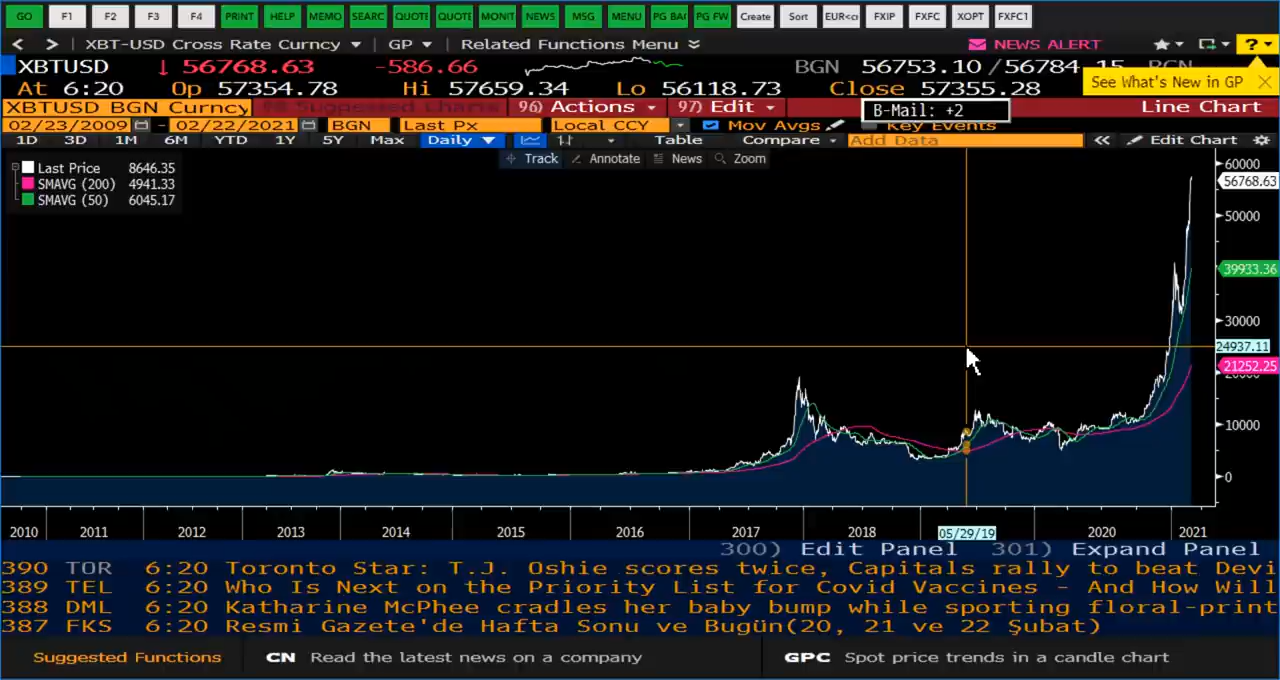 GO F1 F2 F3 F4 PRINT HELP MEMO SEARC QUOTE QUOTE MONIT NEWS MSG MENU PG BA PG FW Create Sort EUR<cı FXIP FXFC XOPT FXFC1
< > | XBT-USD Cross Rate Curncy | GP | Related Functions Menu NEWS ALERT ?
XBTUSD ↓ 56768.63 -586.66 BGN 56753.10/56784.15 BGN
See What's New in GP
At 6:20 Op 57354.78 Hi 57659.34 Lo 56118.73 Close 57355.28
XBTUSD BGN Curncy 98 Suggested Charts 96) Actions 97) Edit B-Mail: +2 Line Chart
02/23/2009 - 02/22/2021 BGN Last Px Local CCY Mov Avgs Key Events
1D 3D 1M 6M YTD 1Y 5Y Max Daily Table Compare Add Data « Edit Chart
Track Annotate News Zoom
Last Price 8646.35
SMAVG (200) 4941.33
SMAVG (50) 6045.17
60000
56768.63
50000
39933.36
30000
24937.11
21252.25
20000
10000
0
2010 2011 2012 2013 2014 2015 2016 2017 2018 05/29/19 2020 2021
300) Edit Panel 301) Expand Panel
390 TOR 6:20 Toronto Star: T.J. Oshie scores twice, Capitals rally to beat Devi
389 TEL 6:20 Who Is Next on the Priority List for Covid Vaccines - And How Will
388 DML 6:20 Katharine McPhee cradles her baby bump while sporting floral-print
387 FKS 6:20 Resmi Gazete'de Hafta Sonu ve Bugün(20, 21 ve 22 Şubat)
Suggested Functions CN Read the latest news on a company GPC Spot price trends in a candle chart